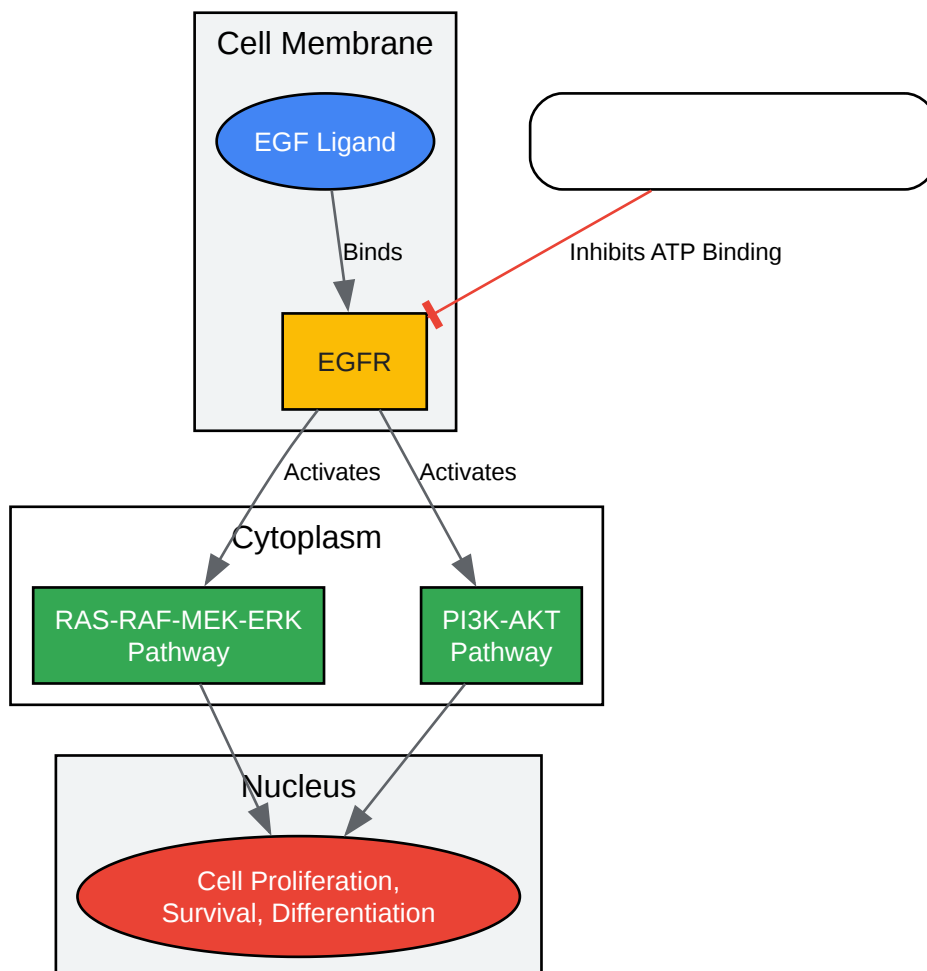 Cell Membrane
EGF Ligand
Binds
Inhibits ATP Binding
EGFR
Activates
Activates
Cytoplasm
RAS-RAF-MEK-ERK
Pathway
PI3K-AKT
Pathway
Nucleus
Cell Proliferation,
Survival, Differentiation